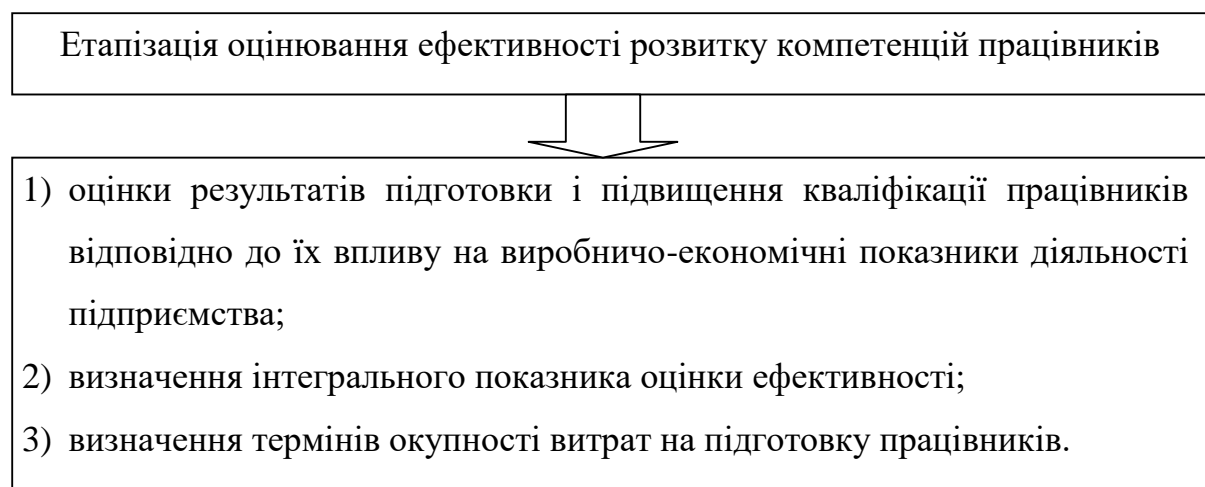 Етапізація оцінювання ефективності розвитку компетенцій працівників
1) оцінки результатів підготовки і підвищення кваліфікації працівників
відповідно до їх впливу на виробничо-економічні показники діяльності
підприємства;
2) визначення інтегрального показника оцінки ефективності;
3) визначення термінів окупності витрат на підготовку працівників.